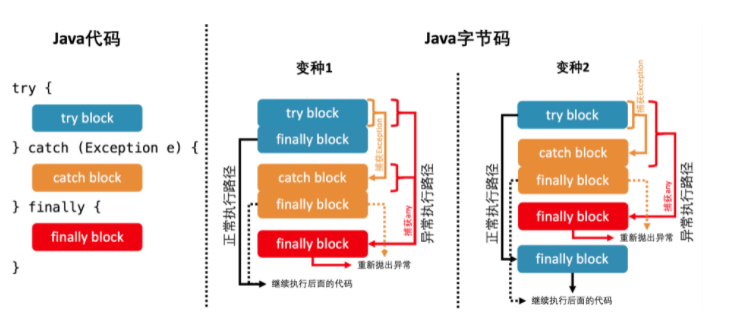 Java代码
try {
try block
} catch (Exception e) {
catch block
} finally {
finally block
}
Java字节码
变种1
try block
finally block
catch block
finally block
finally block
正常执行路径
捕获Exception
捕获any
异常执行路径
重新抛出异常
继续执行后面的代码
变种2
try block
catch block
finally block
finally block
finally block
正常执行路径
捕获Exception
捕获any
异常执行路径
重新抛出异常
继续执行后面的代码